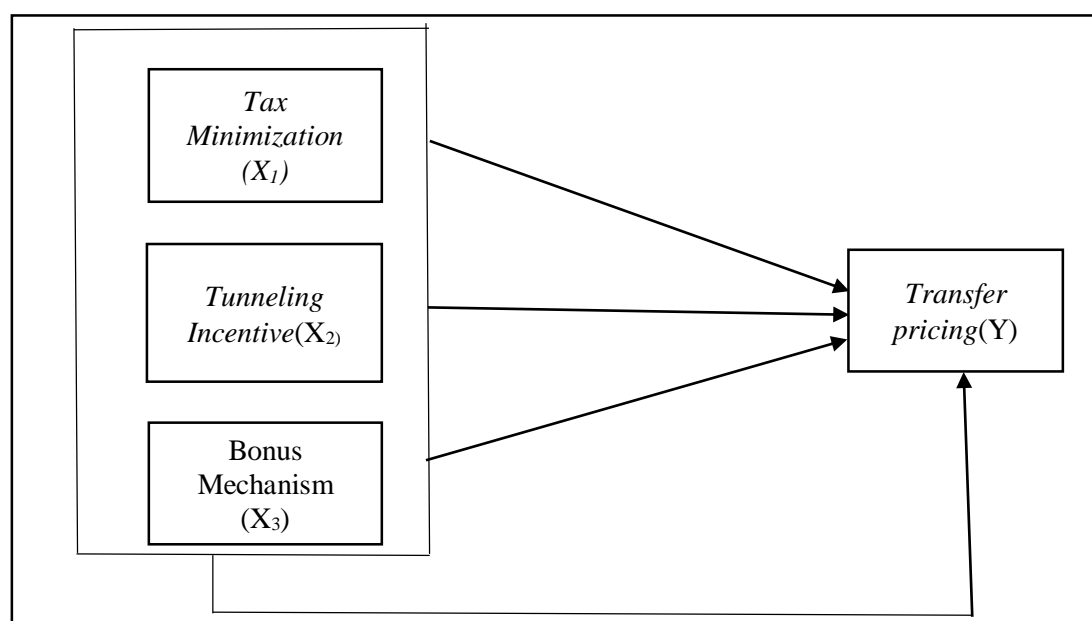 Tax
Minimization
(X₁)
Tunneling
Incentive(X₂)
Transfer
pricing(Y)
Bonus
Mechanism
(X₃)